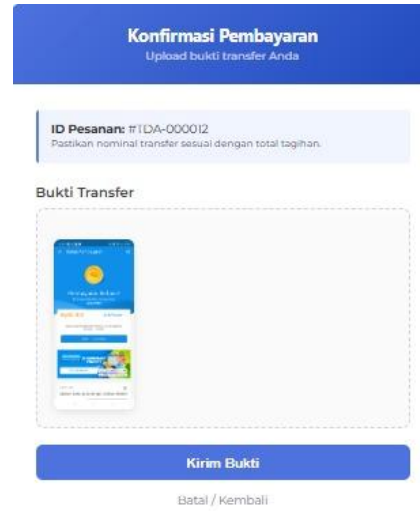 Konfirmasi Pembayaran
Upload bukti transfer Anda
ID Pesanan: #TDA-000012
Pastikan nominal transfer sesuai dengan total tagihan.
Bukti Transfer
Kirim Bukti
Batal / Kembali